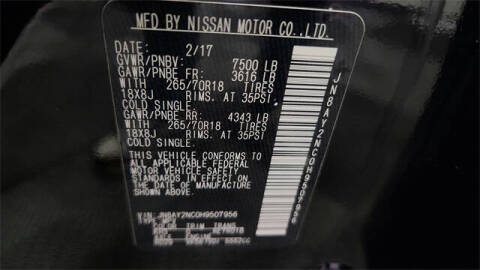 MFD BY NISSAN MOTOR CO.,LTD.
DATE: 2/17
GVWR/PNBV: 7500 LB
GAWR/PNBE FR: 3616 LB
WITH 265/70R18 TIRES
18X8J RIMS. AT 35PSI
COLD SINGLE.
GAWR/PNBE RR: 4343 LB
WITH 265/70R18 TIRES
18X8J RIMS. AT 35PSI
COLD SINGLE.
THIS VEHICLE CONFORMS TO
ALL APPLICABLE FEDERAL
MOTOR VEHICLE SAFETY
STANDARDS IN EFFECT ON
THE DATE OF MANUFACTURE
SHOWN ABOVE.
VIN: JN8AY2NC0H9507956
COLOR TRIM TRANS
JN8AY2NC0H9507956